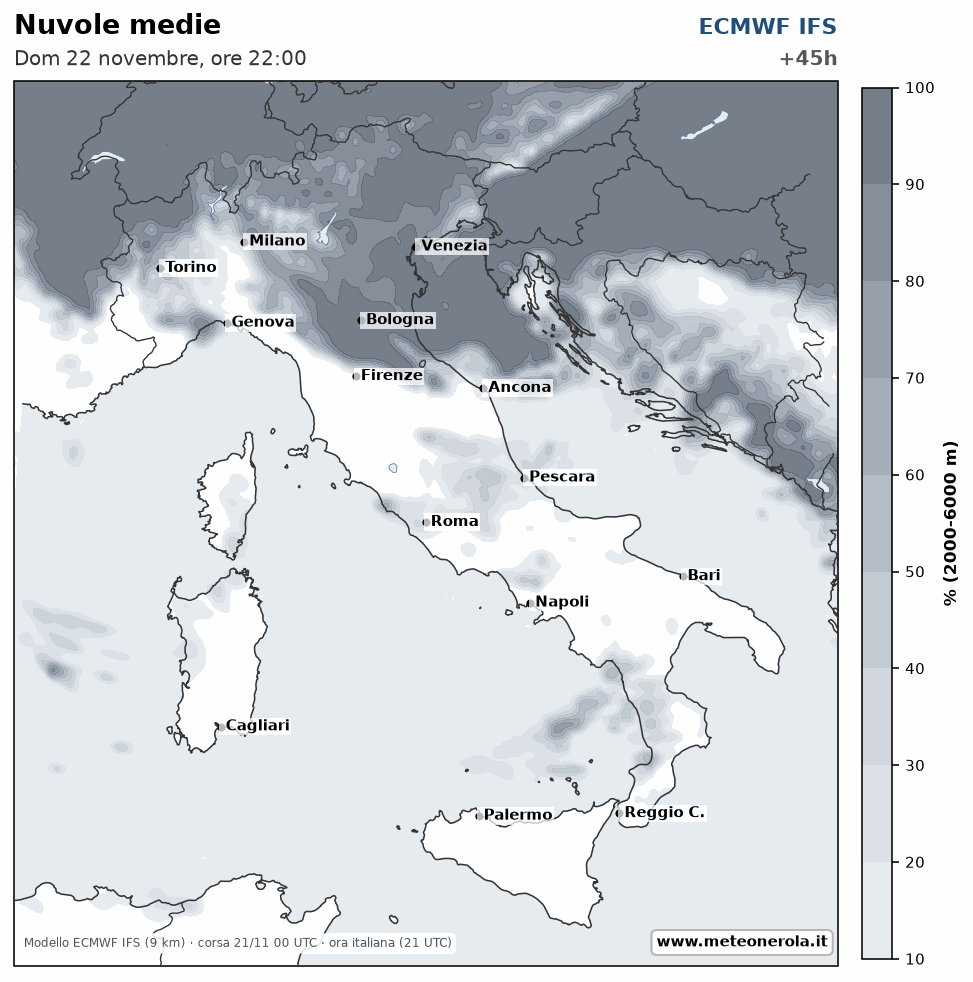 Nuvole medie
ECMWF IFS
Dom 22 novembre, ore 22:00
+45h
100
90
80
70
60
50
40
30
20
10
% (2000-6000 m)
Milano
Venezia
Torino
Genova
Bologna
Firenze
Ancona
Pescara
Roma
Bari
Napoli
Cagliari
Palermo
Reggio C.
Modello ECMWF IFS (9 km) · corsa 21/11 00 UTC · ora italiana (21 UTC)
www.meteonerola.it